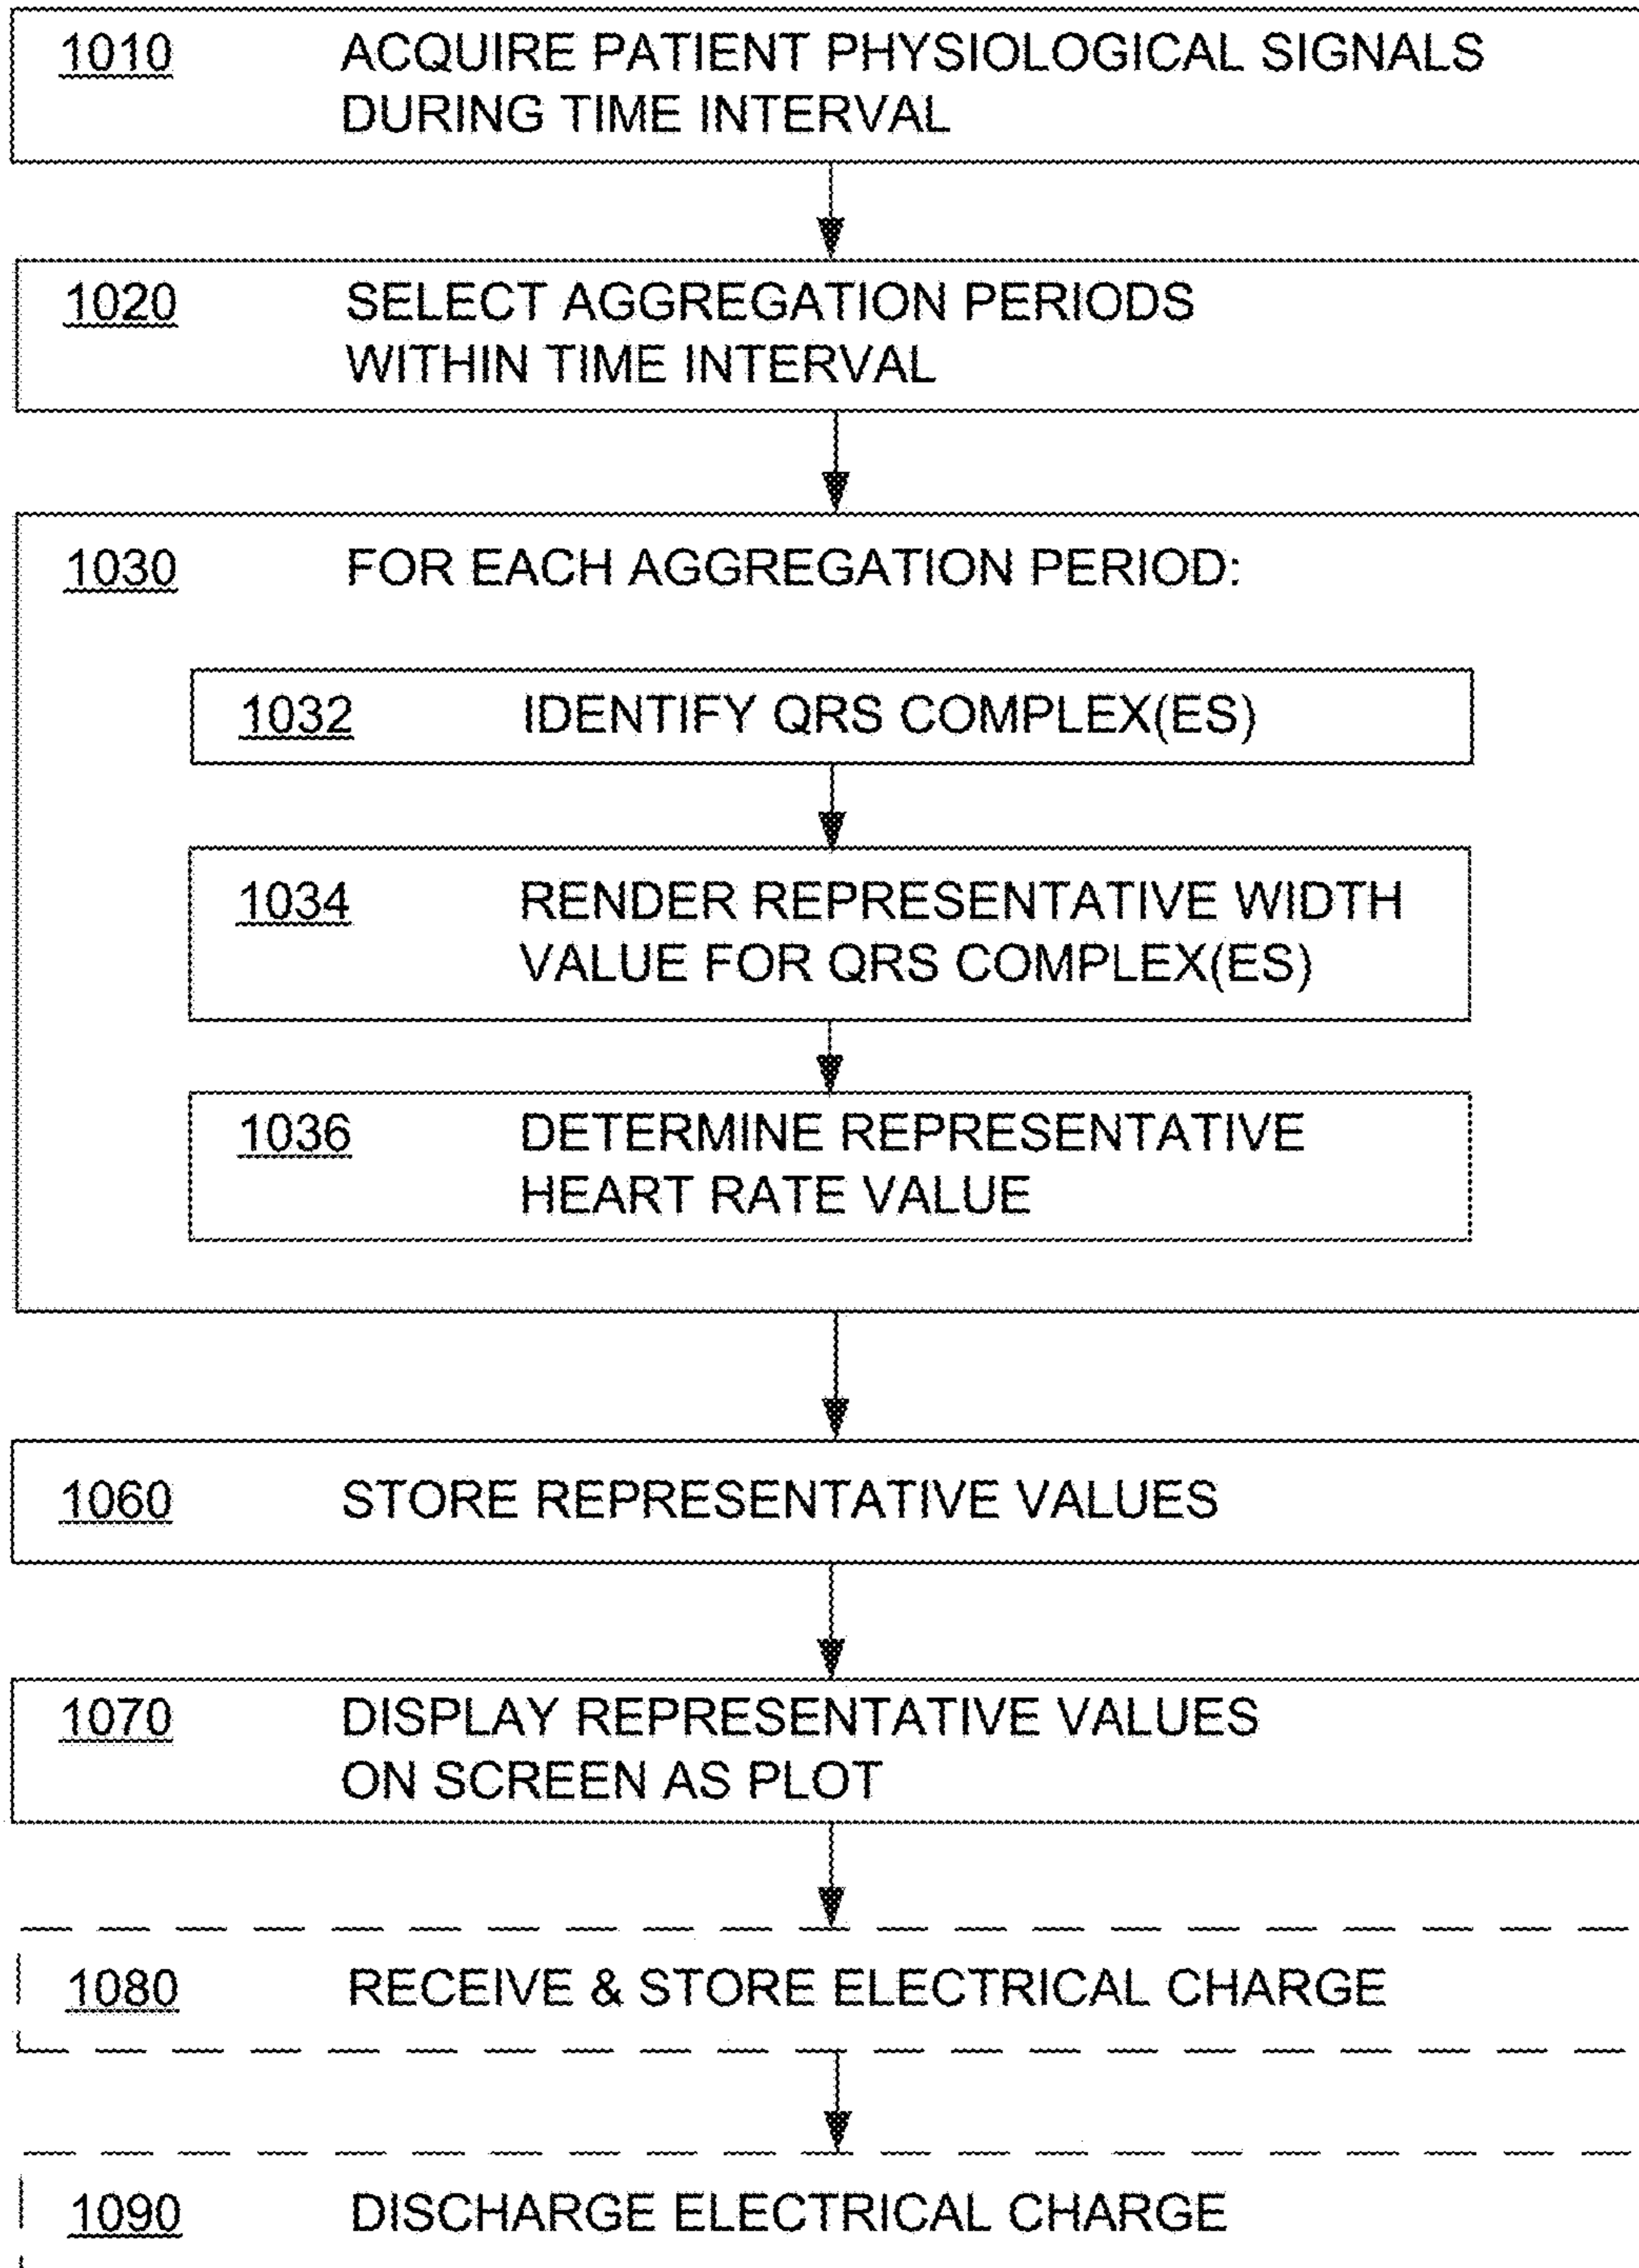 1010 ACQUIRE PATIENT PHYSIOLOGICAL SIGNALS
DURING TIME INTERVAL
1020 SELECT AGGREGATION PERIODS
WITHIN TIME INTERVAL
1030 FOR EACH AGGREGATION PERIOD:
1032 IDENTIFY QRS COMPLEX(ES)
1034 RENDER REPRESENTATIVE WIDTH
VALUE FOR QRS COMPLEX(ES)
1036 DETERMINE REPRESENTATIVE
HEART RATE VALUE
1060 STORE REPRESENTATIVE VALUES
1070 DISPLAY REPRESENTATIVE VALUES
ON SCREEN AS PLOT
1080 RECEIVE & STORE ELECTRICAL CHARGE
1090 DISCHARGE ELECTRICAL CHARGE